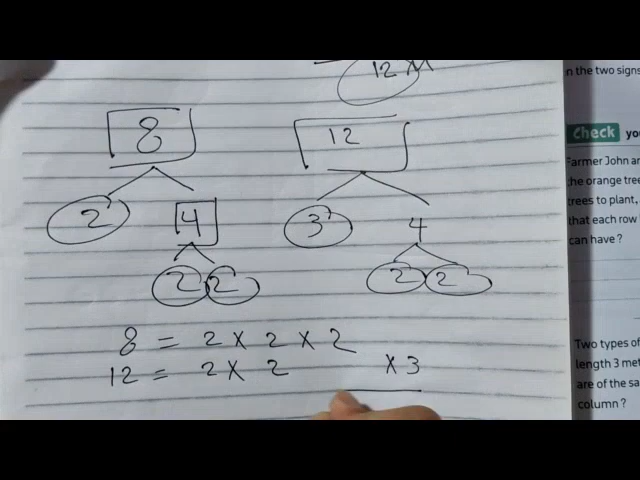 12 M
8
12
2 4
3 4
2 2
2 2
8 = 2 x 2 x 2
12 = 2 x 2 x 3
n the two signs
Check you
Farmer John an
the orange tree
trees to plant,
that each row
can have?
Two types of
length 3 met
are of the sa
column?